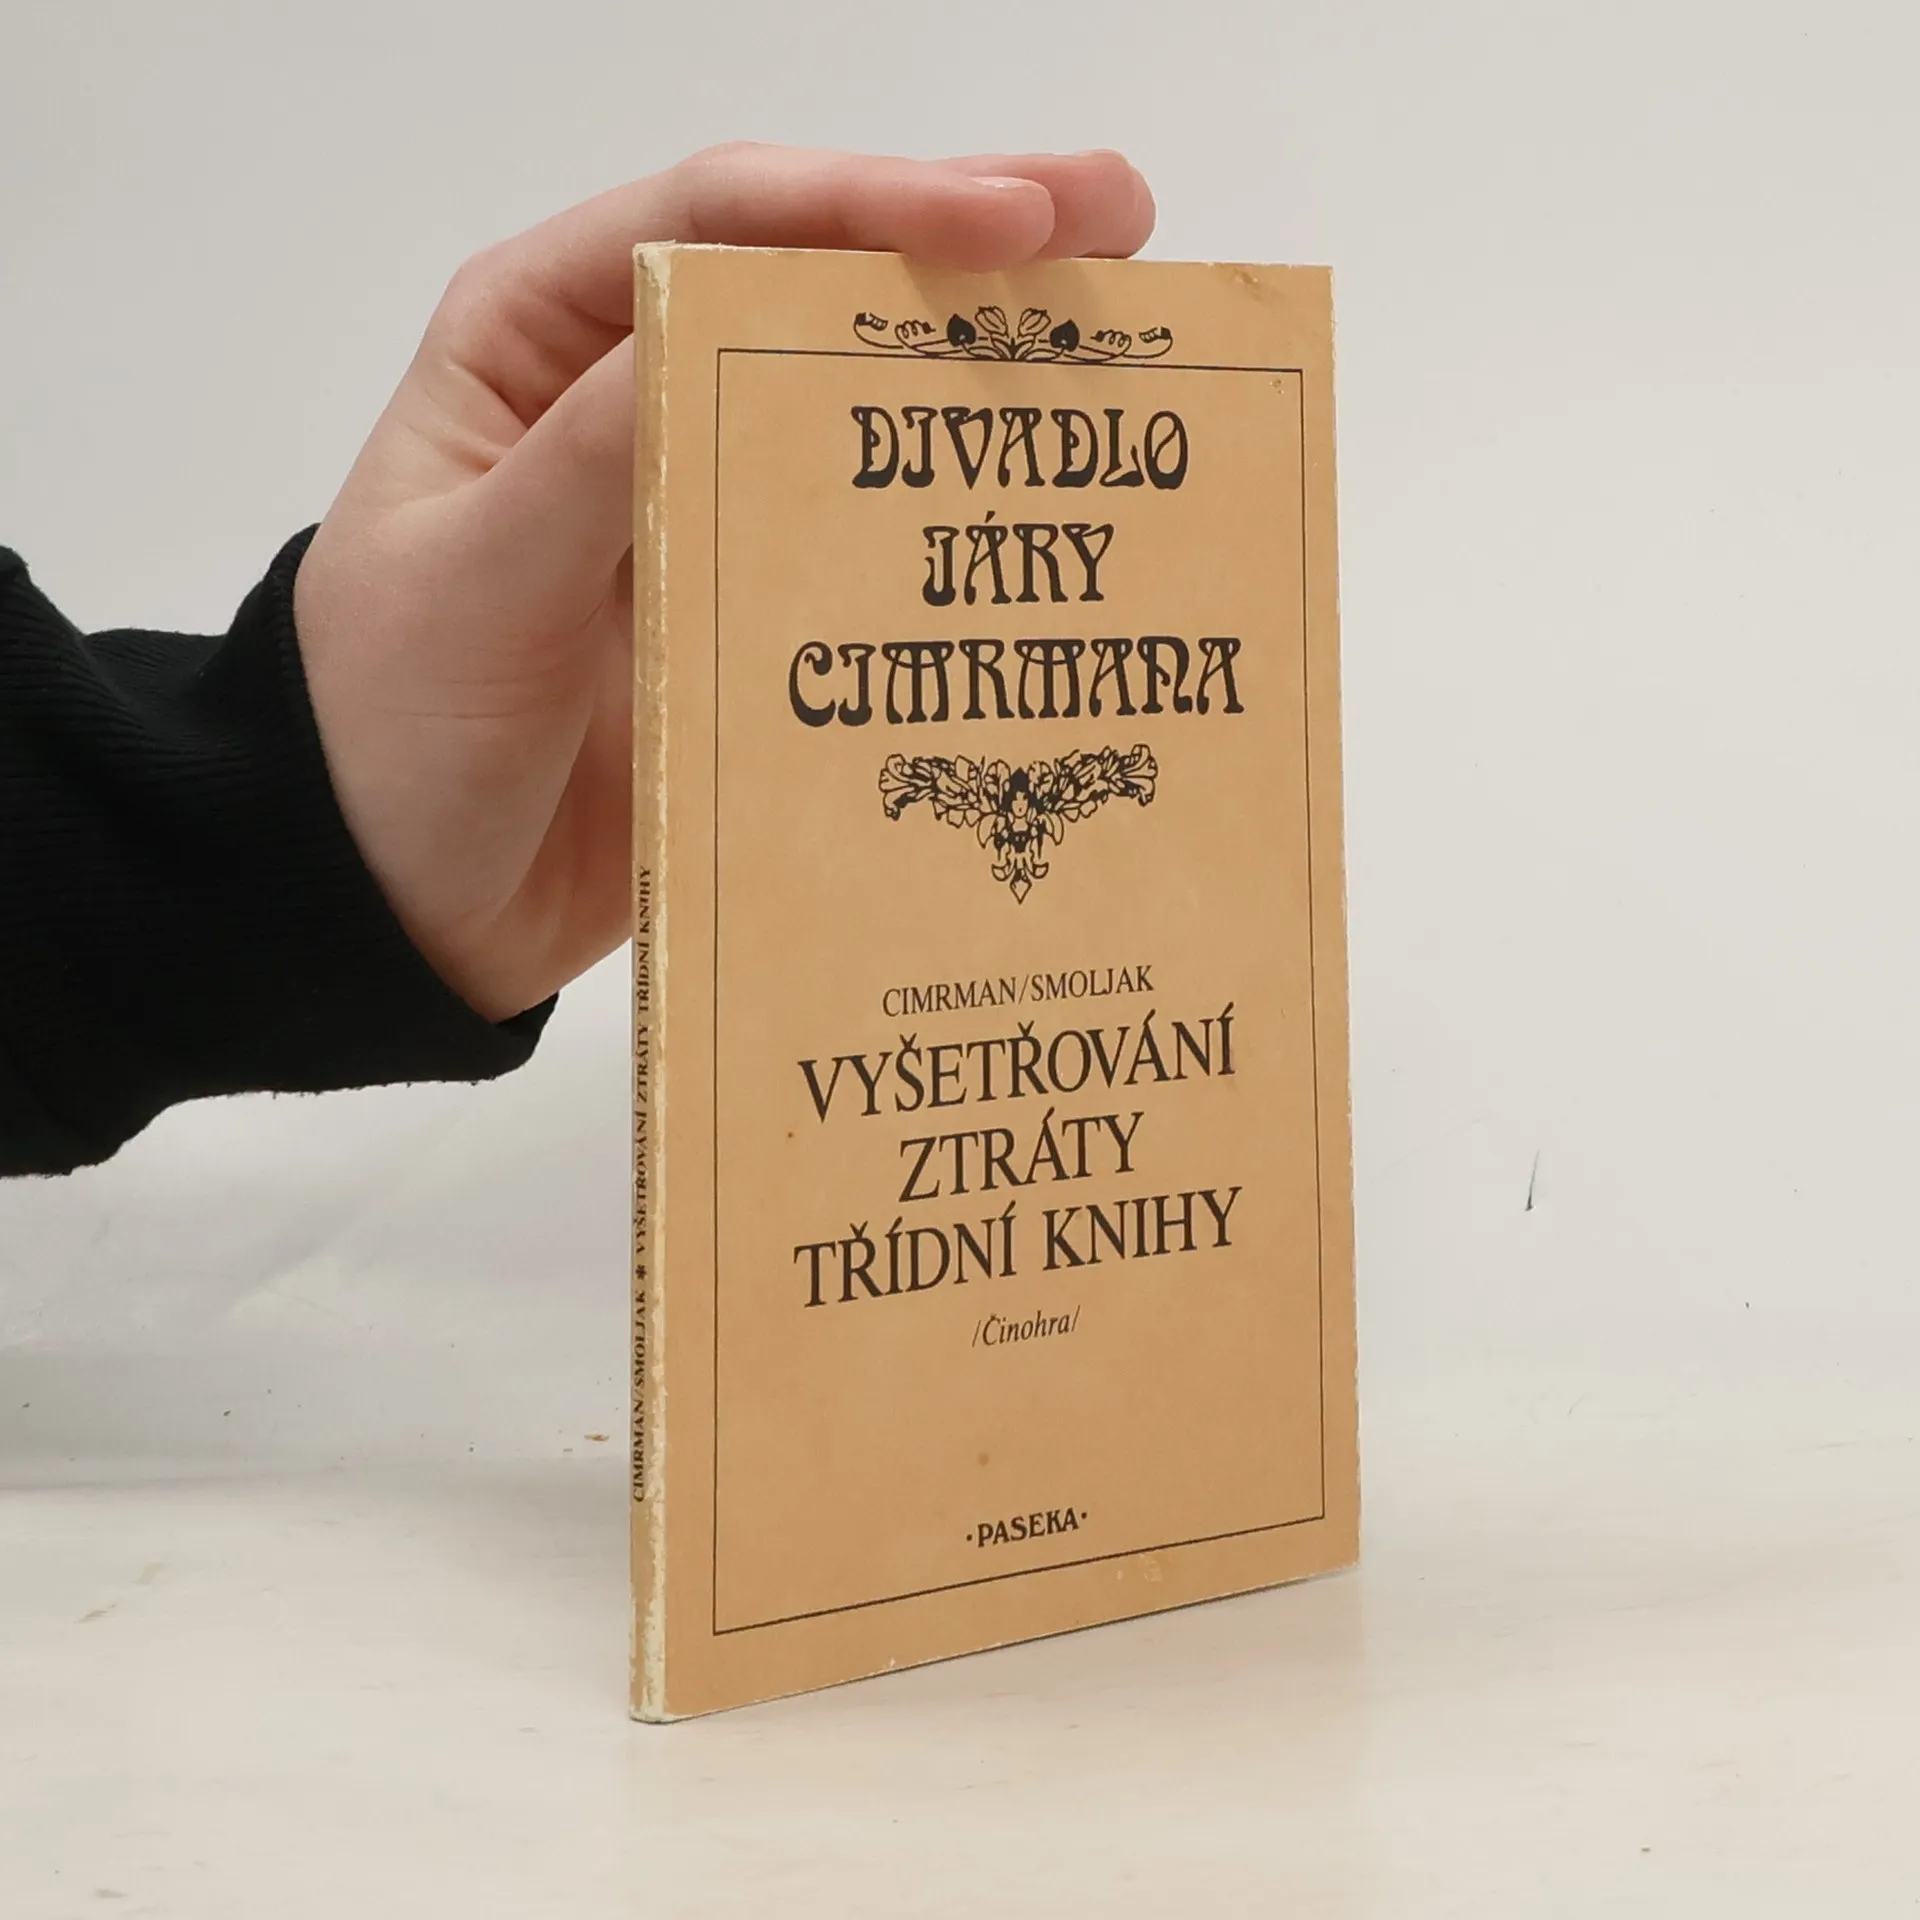 DIVADLO
JÁRY
CIMRMANA
CIMRMAN/SMOLJAK
VYŠETŘOVÁNÍ
ZTRÁTY
TŘÍDNÍ KNIHY
/Činohra/
·PASEKA·
CIMRMAN/SMOLJAK * VYŠETŘOVÁNÍ ZTRÁTY TŘÍDNÍ KNIHY